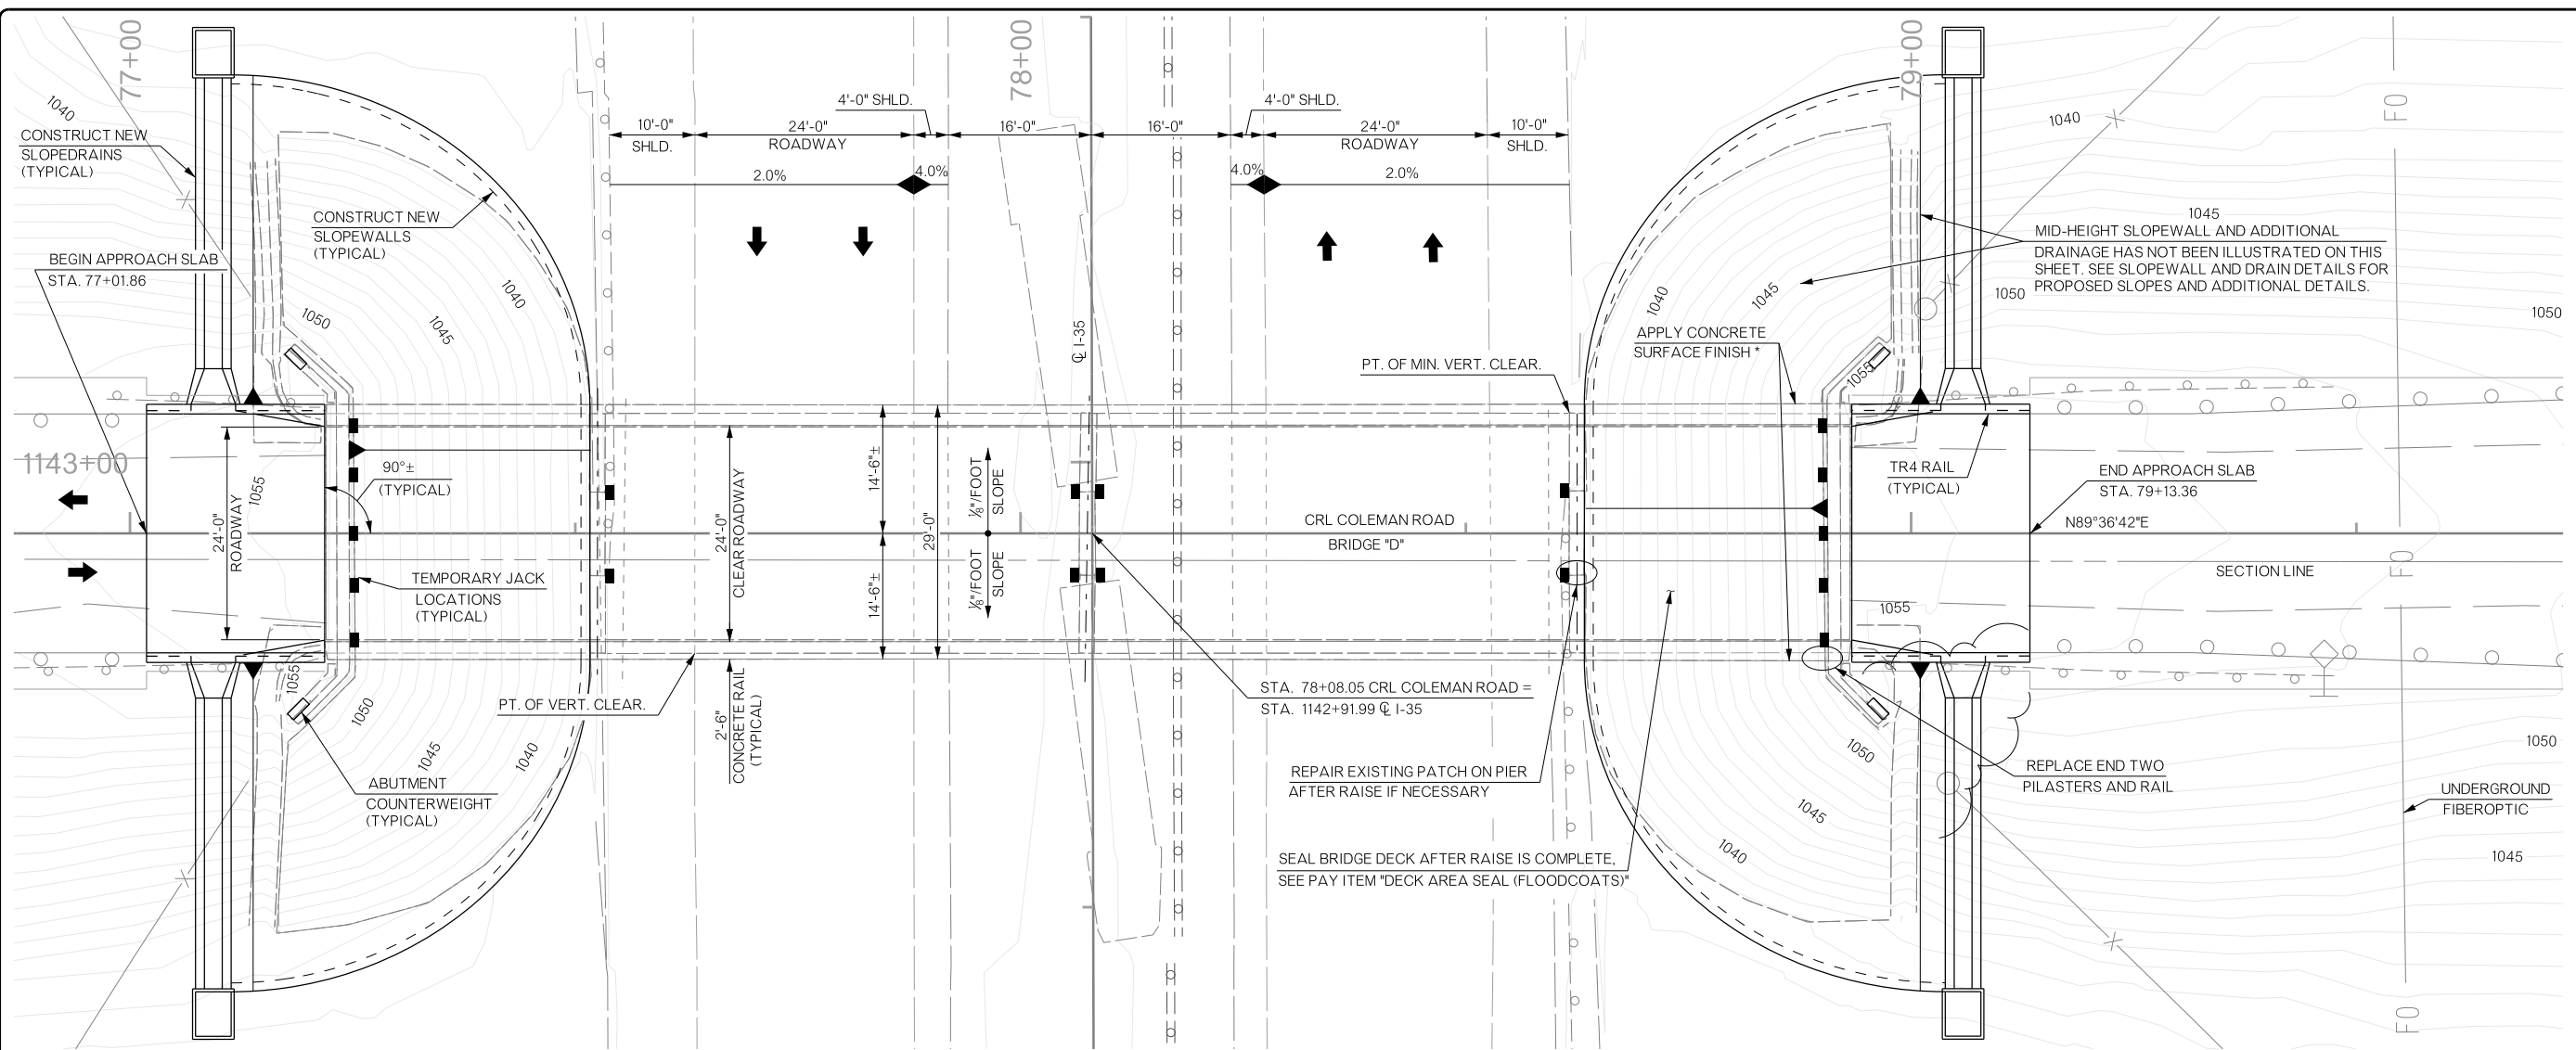 77+00
78+00
79+00
1040
CONSTRUCT NEW
SLOPEDRAINS
(TYPICAL)
CONSTRUCT NEW
SLOPEWALLS
(TYPICAL)
BEGIN APPROACH SLAB
STA. 77+01.86
1050
1045
1040
10'-0"
SHLD.
24'-0"
ROADWAY
4'-0" SHLD.
16'-0"
16'-0"
4'-0" SHLD.
24'-0"
ROADWAY
10'-0"
SHLD.
2.0%
4.0%
4.0%
2.0%
℄ I-35
PT. OF MIN. VERT. CLEAR.
APPLY CONCRETE
SURFACE FINISH *
1040
1045
1055
1040
1045
MID-HEIGHT SLOPEWALL AND ADDITIONAL
DRAINAGE HAS NOT BEEN ILLUSTRATED ON THIS
SHEET. SEE SLOPEWALL AND DRAIN DETAILS FOR
PROPOSED SLOPES AND ADDITIONAL DETAILS.
1050
1050
FO
1143+00
24'-0"
ROADWAY
1055
90°±
(TYPICAL)
TEMPORARY JACK
LOCATIONS
(TYPICAL)
24'-0"
CLEAR ROADWAY
14'-6"±
14'-6"±
29'-0"
⅛"/FOOT
SLOPE
⅛"/FOOT
SLOPE
CRL COLEMAN ROAD
BRIDGE "D"
TR4 RAIL
(TYPICAL)
END APPROACH SLAB
STA. 79+13.36
N89°36'42"E
SECTION LINE
FO
1055
1055
1050
1045
1040
PT. OF VERT. CLEAR.
2'-6"
CONCRETE RAIL
(TYPICAL)
ABUTMENT
COUNTERWEIGHT
(TYPICAL)
STA. 78+08.05 CRL COLEMAN ROAD =
STA. 1142+91.99 ℄ I-35
REPAIR EXISTING PATCH ON PIER
AFTER RAISE IF NECESSARY
SEAL BRIDGE DECK AFTER RAISE IS COMPLETE,
SEE PAY ITEM "DECK AREA SEAL (FLOODCOATS)"
1050
1045
1040
REPLACE END TWO
PILASTERS AND RAIL
1050
UNDERGROUND
FIBEROPTIC
1045
FO